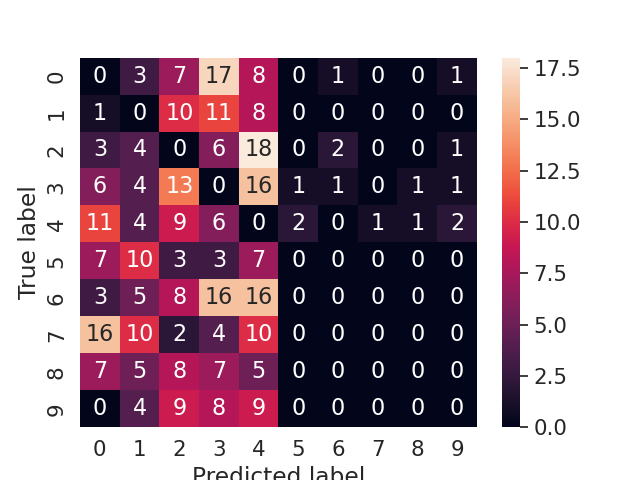 0 0 3 7 17 8 0 1 0 0 1
1 1 0 10 11 8 0 0 0 0 0
2 3 4 0 6 18 0 2 0 0 1
3 6 4 13 0 16 1 1 0 1 1
4 11 4 9 6 0 2 0 1 1 2
5 7 10 3 3 7 0 0 0 0 0
6 3 5 8 16 16 0 0 0 0 0
7 16 10 2 4 10 0 0 0 0 0
8 7 5 8 7 5 0 0 0 0 0
9 0 4 9 8 9 0 0 0 0 0
0 1 2 3 4 5 6 7 8 9
Predicted label
True label
17.5
15.0
12.5
10.0
7.5
5.0
2.5
0.0